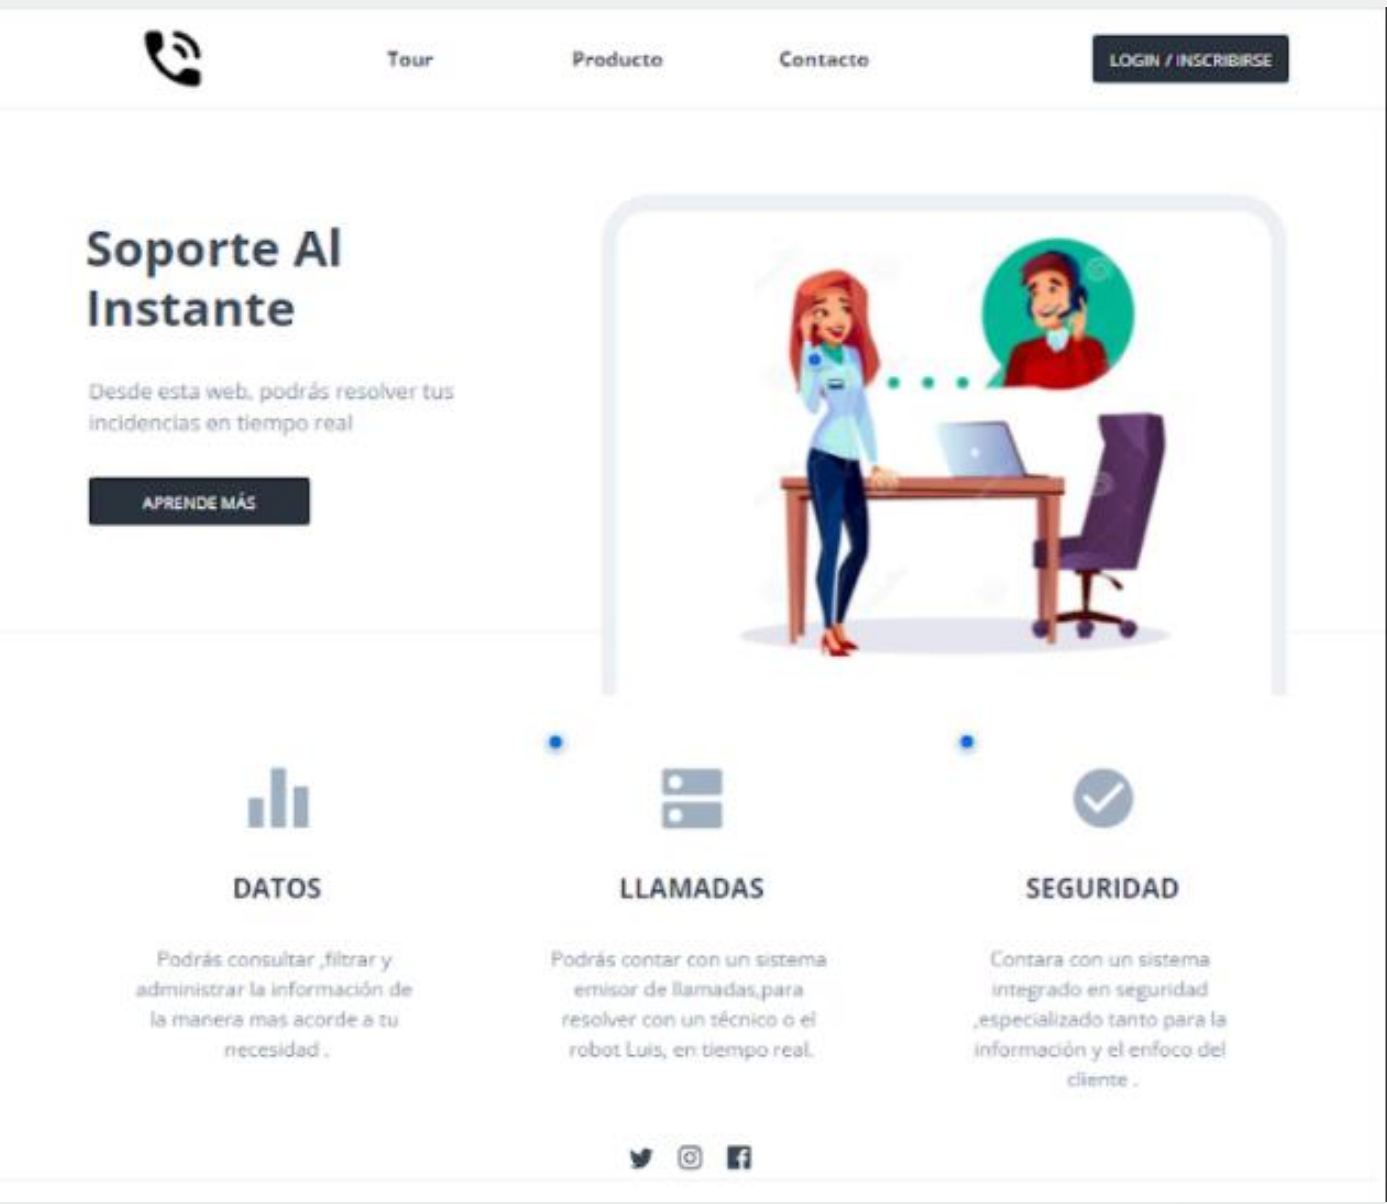 Tour
Producto
Contacto
LOGIN / INSCRIBIRSE
Soporte Al
Instante
Desde esta web, podrás resolver tus
incidencias en tiempo real
APRENDE MÁS
DATOS
Podrás consultar ,filtrar y
administrar la información de
la manera mas acorde a tu
necesidad .
LLAMADAS
Podrás contar con un sistema
emisor de llamadas,para
resolver con un técnico o el
robot Luis, en tiempo real.
SEGURIDAD
Contara con un sistema
integrado en seguridad
,especializado tanto para la
información y el enfoco del
cliente .